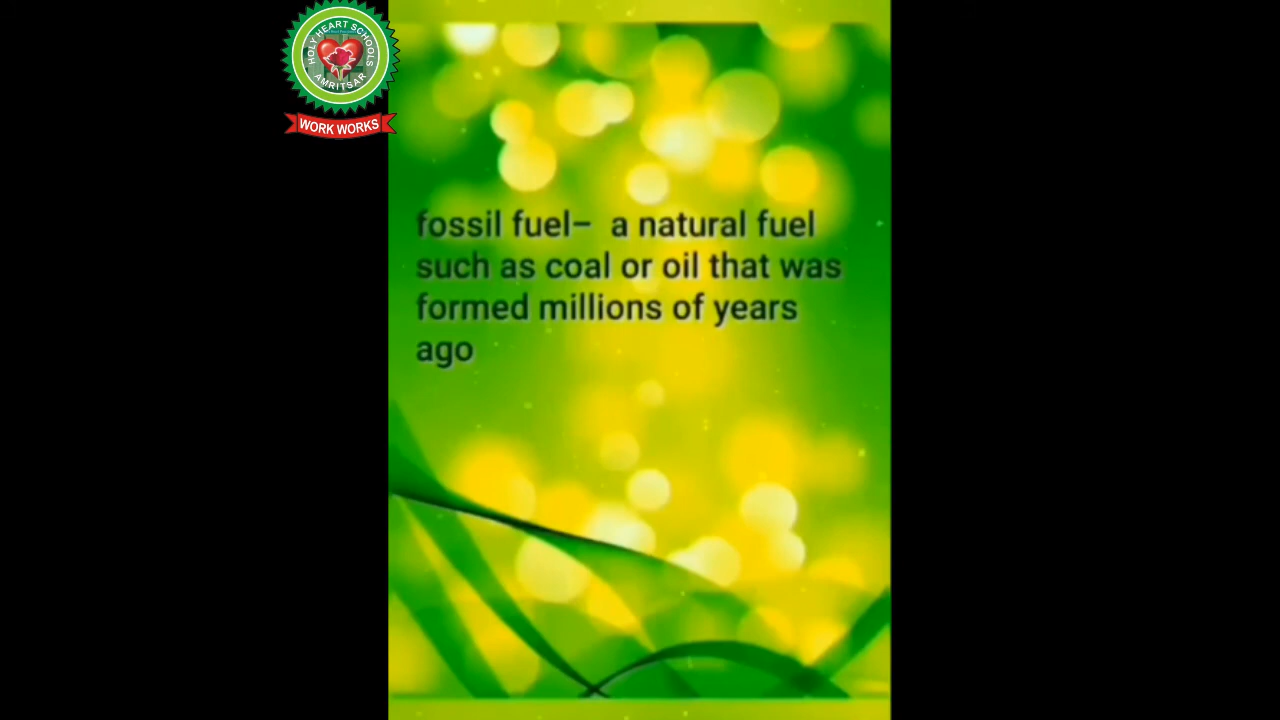 HOLY HEART SCHOOLS
AMRITSAR
WORK WORKS
fossil fuel– a natural fuel
such as coal or oil that was
formed millions of years
ago